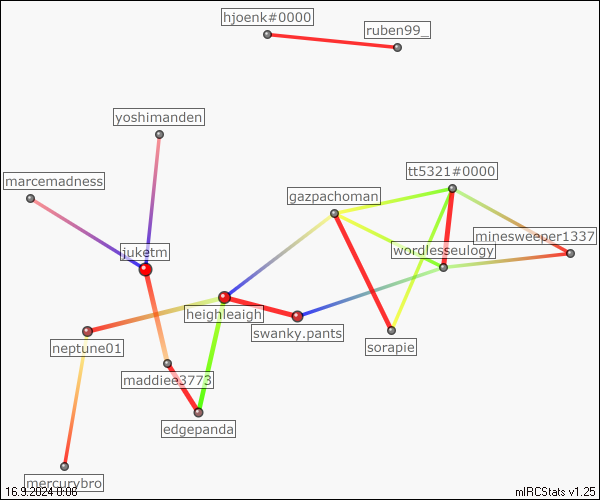 hjoenk#0000
ruben99_
yoshimanden
marcemadness
tt5321#0000
gazpachoman
minesweeper1337
wordlesseulogy
juketm
heighleaigh
swanky.pants
neptune01
sorapie
maddiee3773
edgepanda
mercurybro
16.9.2024 0:06
mIRCStats v1.25